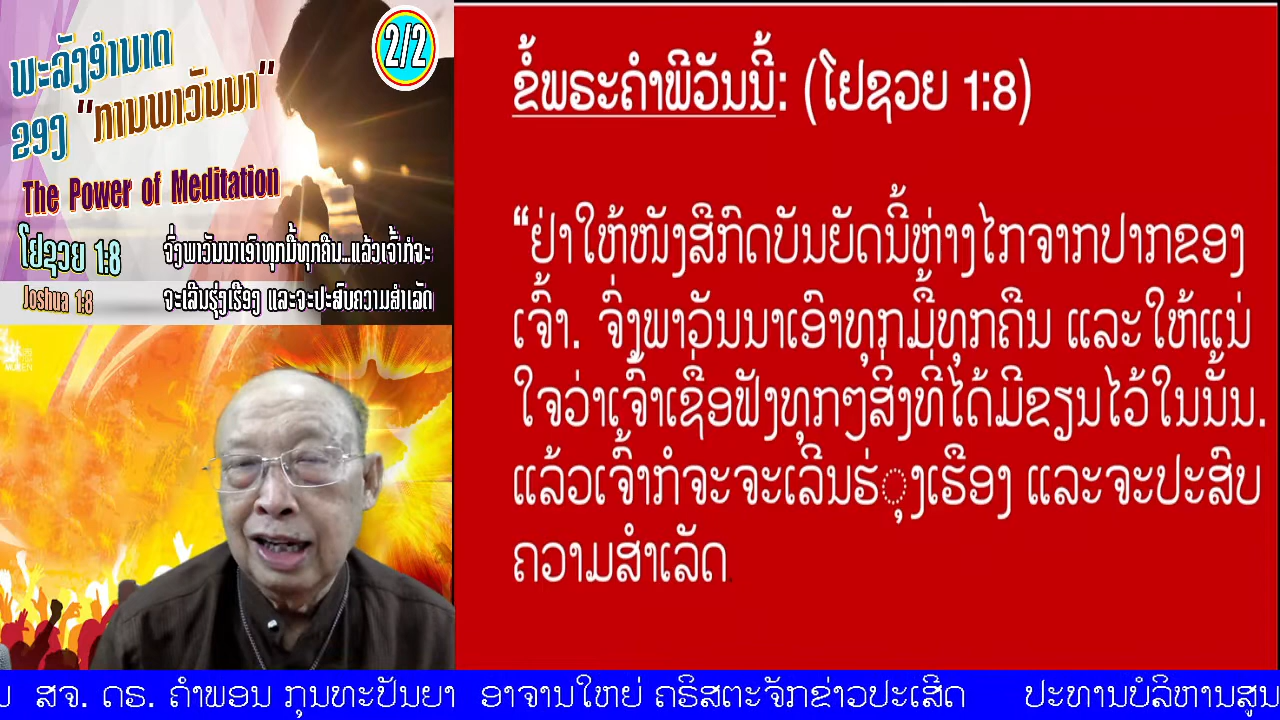 ພະລັງອຳນາດ
ຂອງ "ການພາວັນນາ"
2/2
The Power of Meditation
ໂຢຊວຍ 1:8
ຈົ່ງພາວັນນາເອົາທຸກມື້ທຸກຄືນ...ແລ້ວເຈົ້າກໍຈະ
Joshua 1:8
ຈະເລີນຮຸ່ງເຮືອງ ແລະຈະປະສົບຄວາມສຳເລັດ
ຂໍ້ພຣະຄຳພີວັນນີ້: (ໂຢຊວຍ 1:8)
“ຢ່າໃຫ້ໜັງສືກົດບັນຍັດນີ້ຫ່າງໄກຈາກປາກຂອງ
ເຈົ້າ. ຈົ່ງພາວັນນາເອົາທຸກມື້ທຸກຄືນ ແລະໃຫ້ແນ່
ໃຈວ່າເຈົ້າເຊື່ອຟັງທຸກໆສິ່ງທີ່ໄດ້ມີຂຽນໄວ້ໃນນັ້ນ.
ແລ້ວເຈົ້າກໍຈະຈະເລີນຮຸ່ງເຮືອງ ແລະຈະປະສົບ
ຄວາມສຳເລັດ.
ສຈ. ດຣ. ຄຳພອນ ກຸນທະປັນຍາ ອາຈານໃຫຍ່ ຄຣິສຕະຈັກຂ່າວປະເສີດ ປະທານບໍລິຫານສູນ